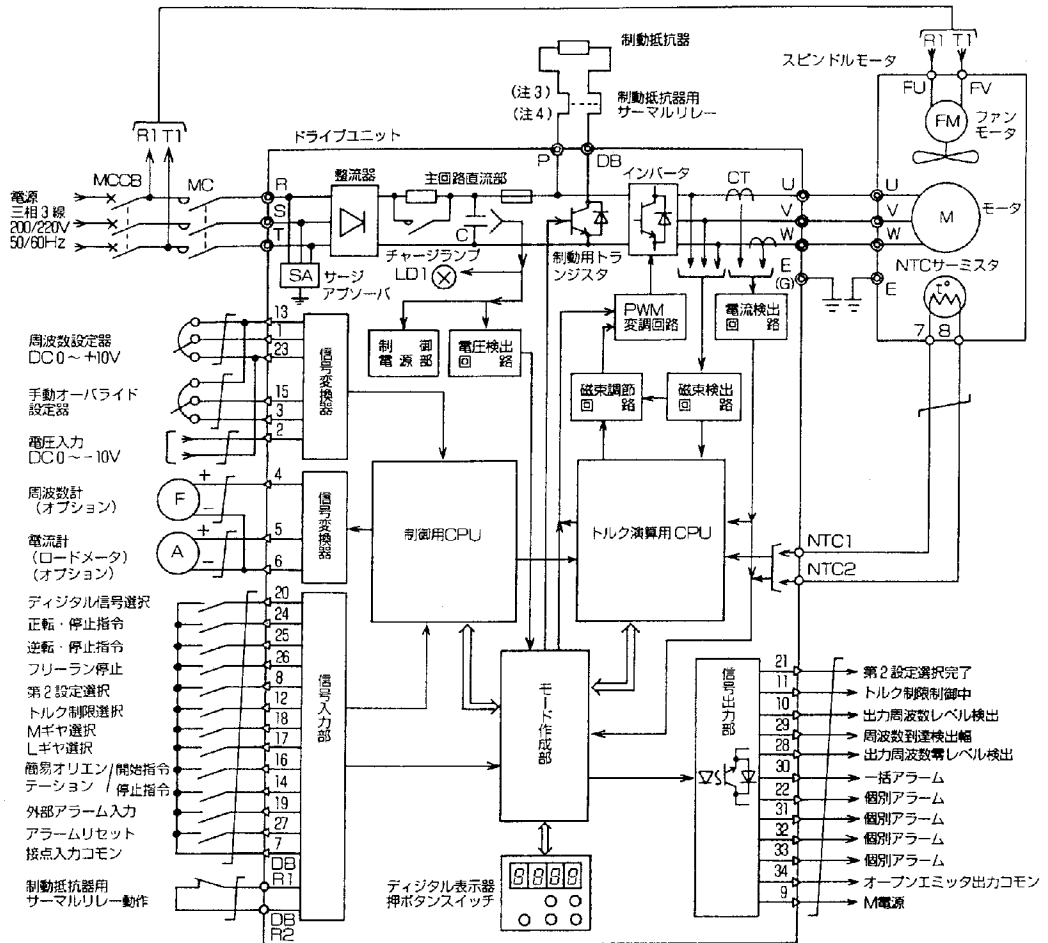 R1 T1
制動抵抗器
スピンドルモータ
FU
FV
FM
ファン
モータ
(注3)
(注4)
制動抵抗器用
サーマルリレー
R1 T1
ドライブユニット
P
DB
MCCB
MC
R
S
T
整流器
主回路直流部
インバータ
CT
U
V
W
E
(G)
U
V
W
E
M
モータ
電源
三相3線
200/220V
50/60Hz
C
チャージランプ
LD1
制動用トラ
ンジスタ
SA
サージ
アブソーバ
NTCサーミスタ
t°
7
8
制御
電源部
電圧検出
回路
PWM
変調回路
電流検出
回路
磁束調節
回路
磁束検出
回路
周波数設定器
DC0～+10V
手動オーバライド
設定器
電圧入力
DC0～-10V
13
1
23
15
3
2
信号変換器
周波数計
(オプション)
F
+
-
電流計
(ロードメータ)
(オプション)
A
+
-
4
5
6
信号変換器
制御用CPU
トルク演算用CPU
NTC1
NTC2
ディジタル信号選択
20
正転・停止指令
24
逆転・停止指令
25
フリーラン停止
26
第2設定選択
8
トルク制限選択
12
Mギヤ選択
18
Lギヤ選択
17
簡易オリエン
テーション
/開始指令
16
/停止指令
14
外部アラーム入力
19
アラームリセット
27
接点入力コモン
7
信号入力部
DB
R1
制動抵抗器用
サーマルリレー動作
DB
R2
モード作成部
ディジタル表示器
押ボタンスイッチ
8888
信号出力部
21
第2設定選択完了
11
トルク制限制御中
10
出力周波数レベル検出
29
周波数到達検出幅
28
出力周波数零レベル検出
30
一括アラーム
22
個別アラーム
31
個別アラーム
32
個別アラーム
33
個別アラーム
34
オープンエミッタ出力コモン
9
M電源